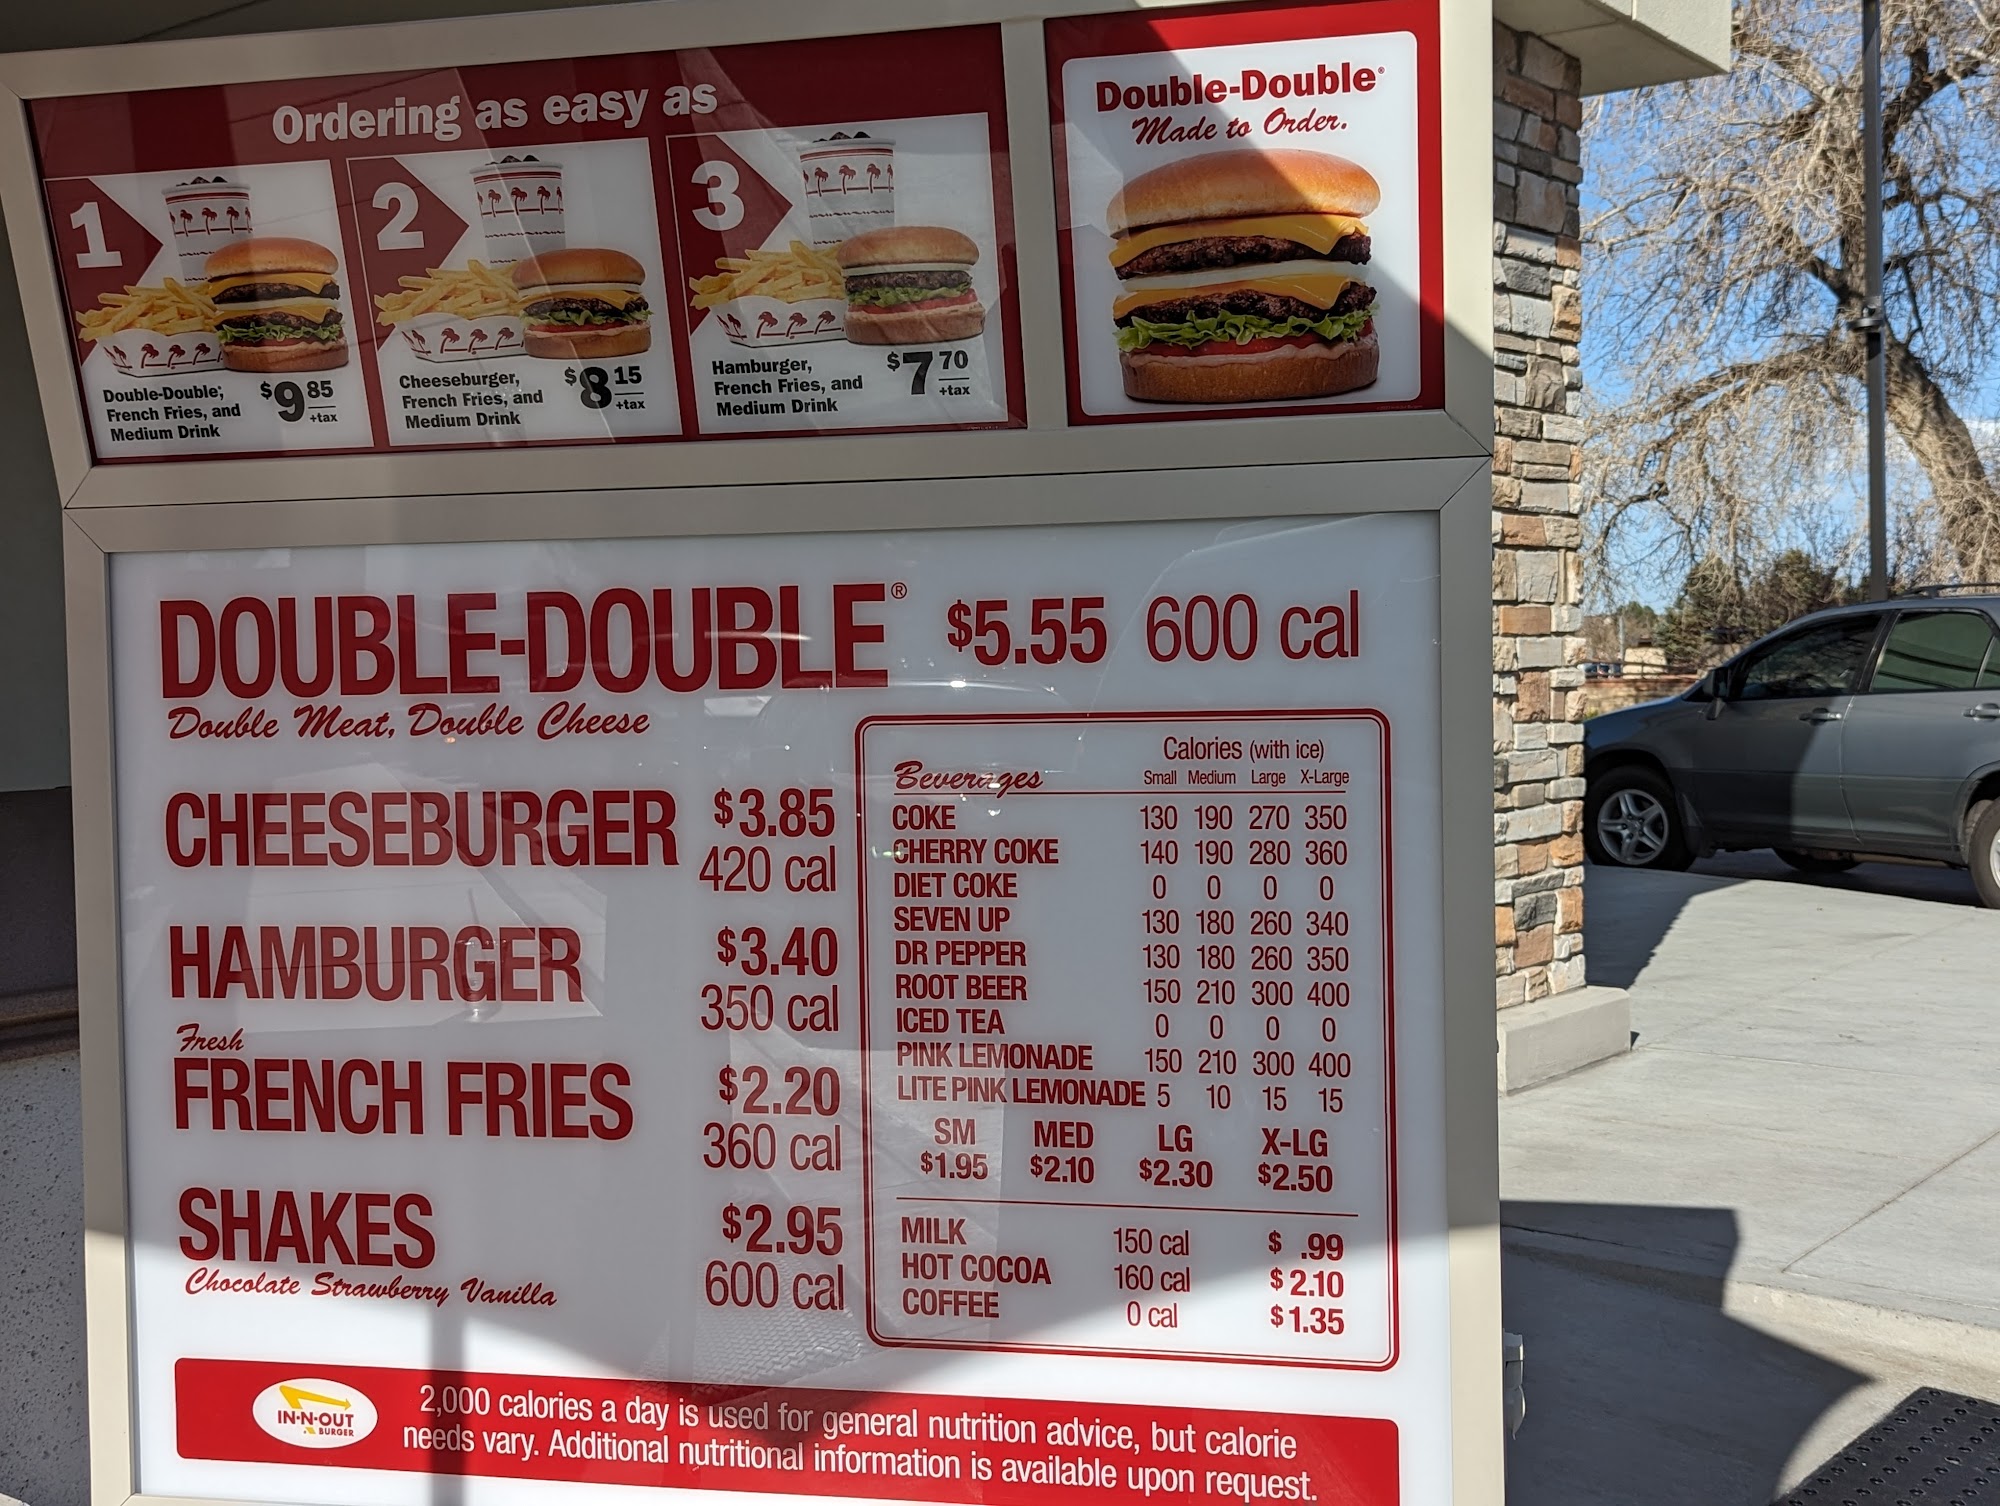 Ordering as easy as
1
Double-Double®,
French Fries, and
Medium Drink
$9 85
+tax
2
Cheeseburger,
French Fries, and
Medium Drink
$8 15
+tax
3
Hamburger,
French Fries, and
Medium Drink
$7 70
+tax
Double-Double®
Made to Order.
DOUBLE-DOUBLE® $5.55 600 cal
Double Meat, Double Cheese
CHEESEBURGER $3.85
420 cal
HAMBURGER $3.40
350 cal
Fresh
FRENCH FRIES $2.20
360 cal
SHAKES $2.95
Chocolate Strawberry Vanilla 600 cal
Calories (with ice)
Beverages Small Medium Large X-Large
COKE 130 190 270 350
CHERRY COKE 140 190 280 360
DIET COKE 0 0 0 0
SEVEN UP 130 180 260 340
DR PEPPER 130 180 260 350
ROOT BEER 150 210 300 400
ICED TEA 0 0 0 0
PINK LEMONADE 150 210 300 400
LITE PINK LEMONADE 5 10 15 15
SM MED LG X-LG
$1.95 $2.10 $2.30 $2.50
MILK 150 cal $ .99
HOT COCOA 160 cal $2.10
COFFEE 0 cal $1.35
IN-N-OUT
BURGER
2,000 calories a day is used for general nutrition advice, but calorie
needs vary. Additional nutritional information is available upon request.